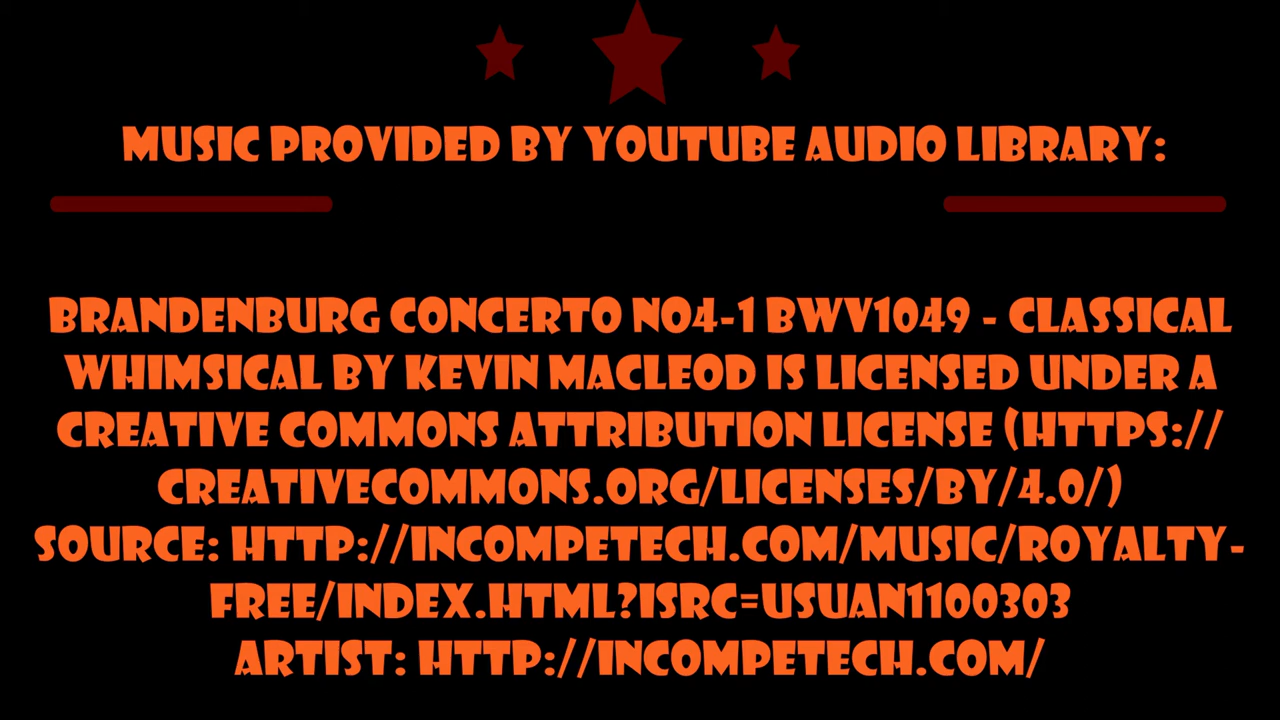 MUSIC PROVIDED BY YOUTUBE AUDIO LIBRARY:
BRANDENBURG CONCERTO NO4-1 BWV1049 - CLASSICAL
WHIMSICAL BY KEVIN MACLEOD IS LICENSED UNDER A
CREATIVE COMMONS ATTRIBUTION LICENSE (HTTPS://
CREATIVECOMMONS.ORG/LICENSES/BY/4.0/)
SOURCE: HTTP://INCOMPETECH.COM/MUSIC/ROYALTY-
FREE/INDEX.HTML?ISRC=USUAN1100303
ARTIST: HTTP://INCOMPETECH.COM/